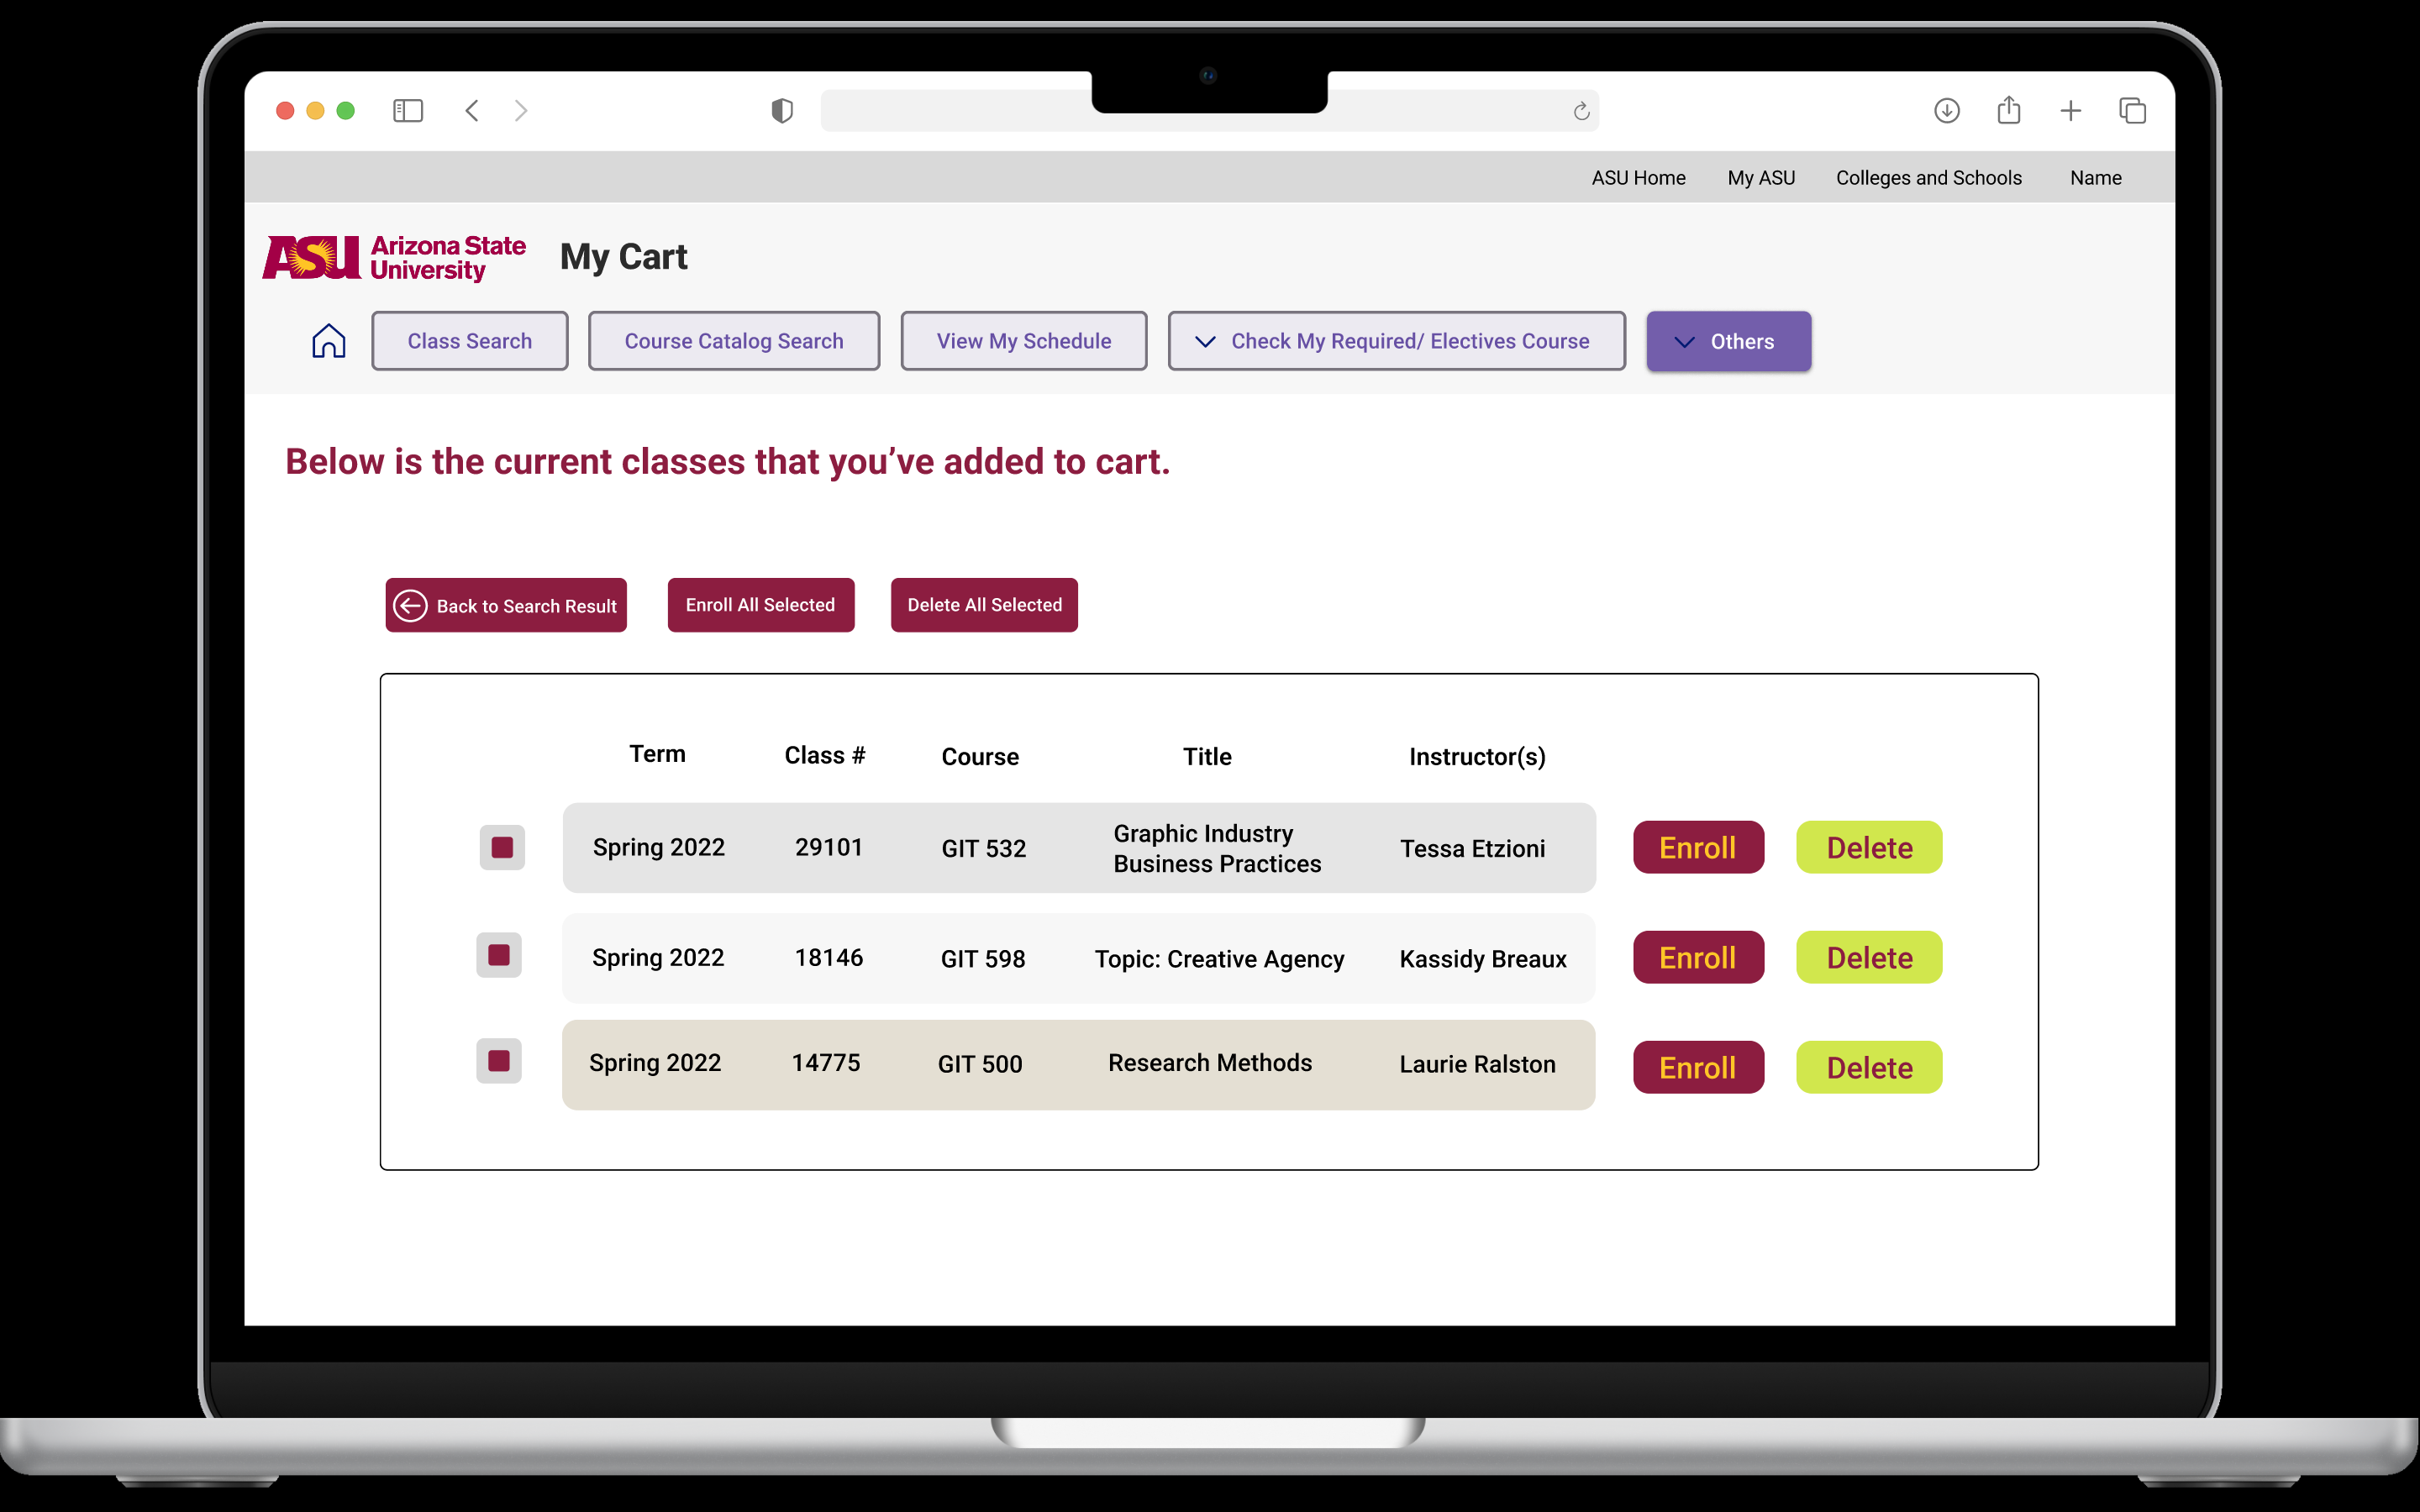 ASU Home My ASU Colleges and Schools Name
ASU Arizona State
University
My Cart
Class Search Course Catalog Search View My Schedule Check My Required/ Electives Course Others
Below is the current classes that you’ve added to cart.
Back to Search Result Enroll All Selected Delete All Selected
Term Class # Course Title Instructor(s)
Spring 2022 29101 GIT 532 Graphic Industry
Business Practices Tessa Etzioni Enroll Delete
Spring 2022 18146 GIT 598 Topic: Creative Agency Kassidy Breaux Enroll Delete
Spring 2022 14775 GIT 500 Research Methods Laurie Ralston Enroll Delete